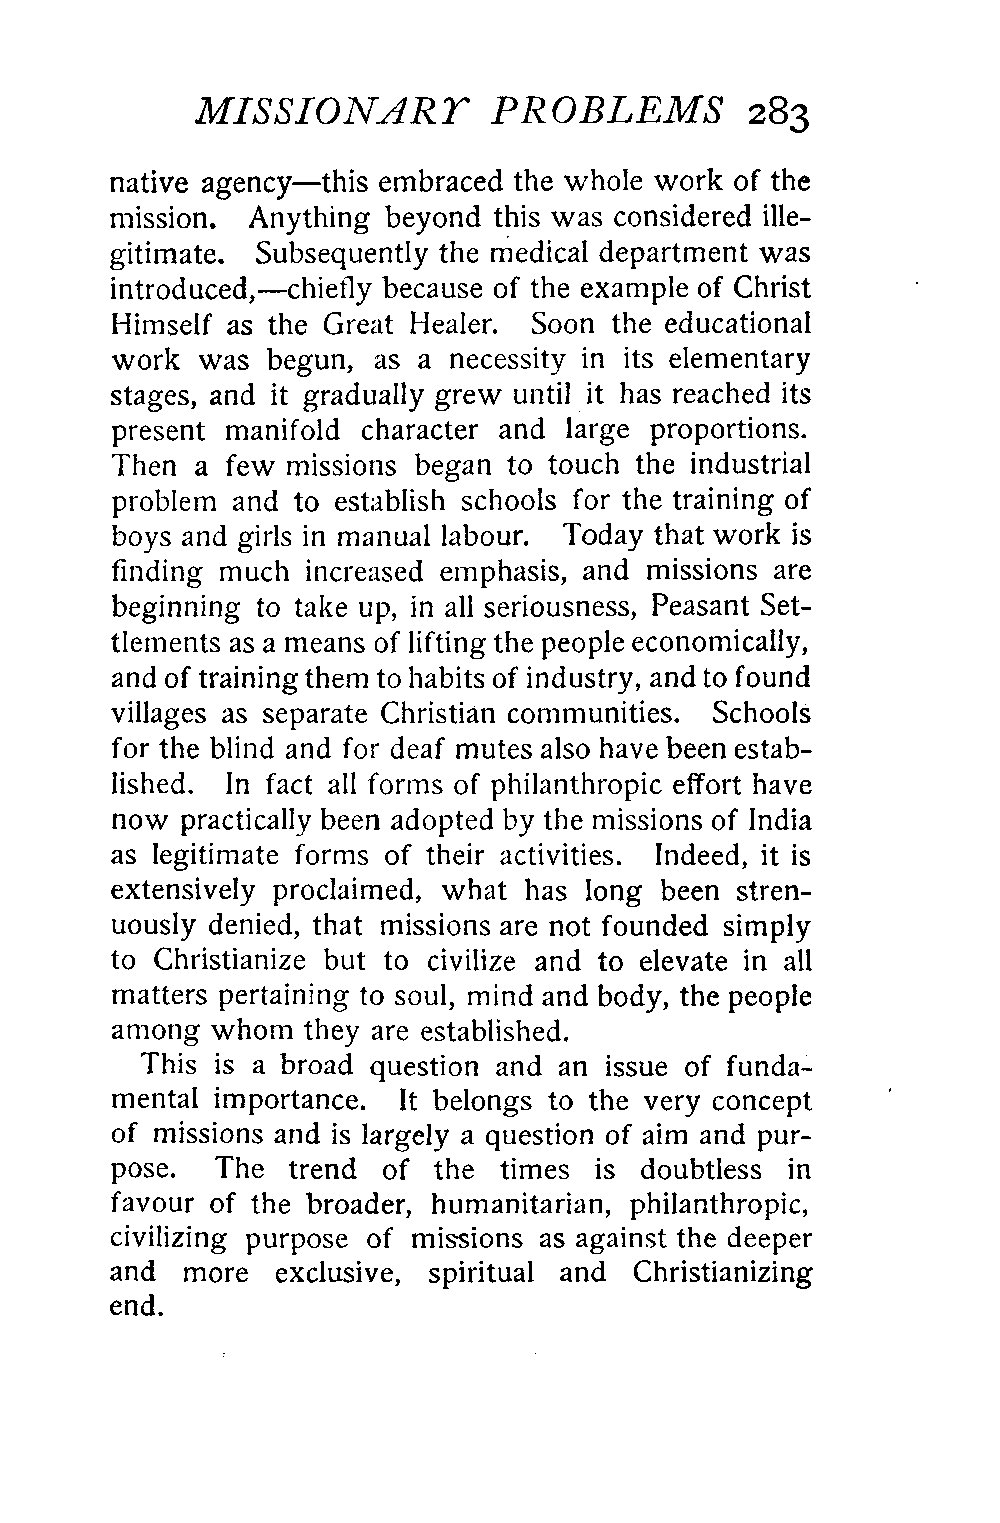 MISSIONARY PROBLEMS 283
native agency—this embraced the whole work of the
mission. Anything beyond this was considered ille-
gitimate. Subsequently the medical department was
introduced,—chiefly because of the example of Christ
Himself as the Great Healer. Soon the educational
work was begun, as a necessity in its elementary
stages, and it gradually grew until it has reached its
present manifold character and large proportions.
Then a few missions began to touch the industrial
problem and to establish schools for the training of
boys and girls in manual labour. Today that work is
finding much increased emphasis, and missions are
beginning to take up, in all seriousness, Peasant Set-
tlements as a means of lifting the people economically,
and of training them to habits of industry, and to found
villages as separate Christian communities. Schools
for the blind and for deaf mutes also have been estab-
lished. In fact all forms of philanthropic effort have
now practically been adopted by the missions of India
as legitimate forms of their activities. Indeed, it is
extensively proclaimed, what has long been stren-
uously denied, that missions are not founded simply
to Christianize but to civilize and to elevate in all
matters pertaining to soul, mind and body, the people
among whom they are established.
This is a broad question and an issue of funda-
mental importance. It belongs to the very concept
of missions and is largely a question of aim and pur-
pose. The trend of the times is doubtless in
favour of the broader, humanitarian, philanthropic,
civilizing purpose of missions as against the deeper
and more exclusive, spiritual and Christianizing
end.